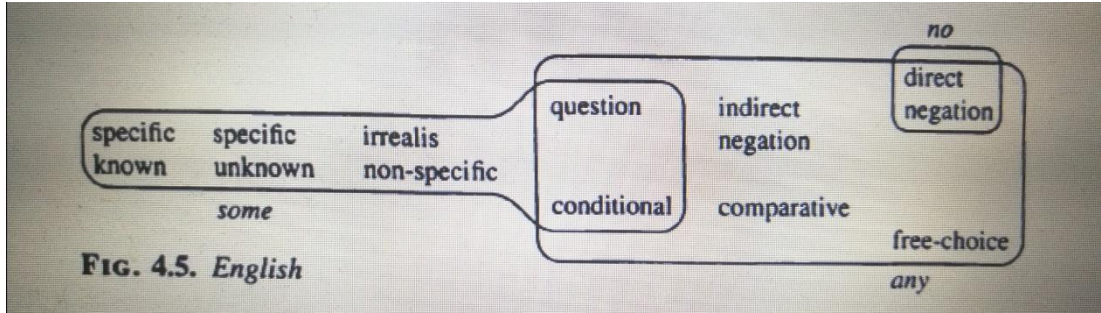 no
direct
negation
question
indirect
negation
specific
known
specific
unknown
irrealis
non-specific
some
conditional
comparative
free-choice
any
FIG. 4.5. English